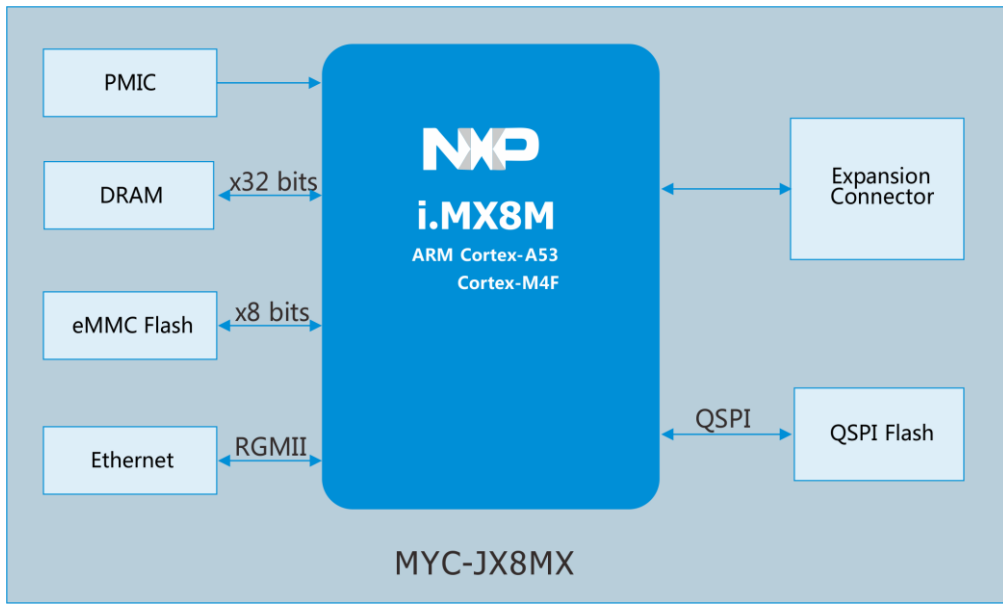 PMIC
DRAM
x32 bits
eMMC Flash
x8 bits
Ethernet
RGMII
NXP
i.MX8M
ARM Cortex-A53
Cortex-M4F
Expansion
Connector
QSPI
QSPI Flash
MYC-JX8MX